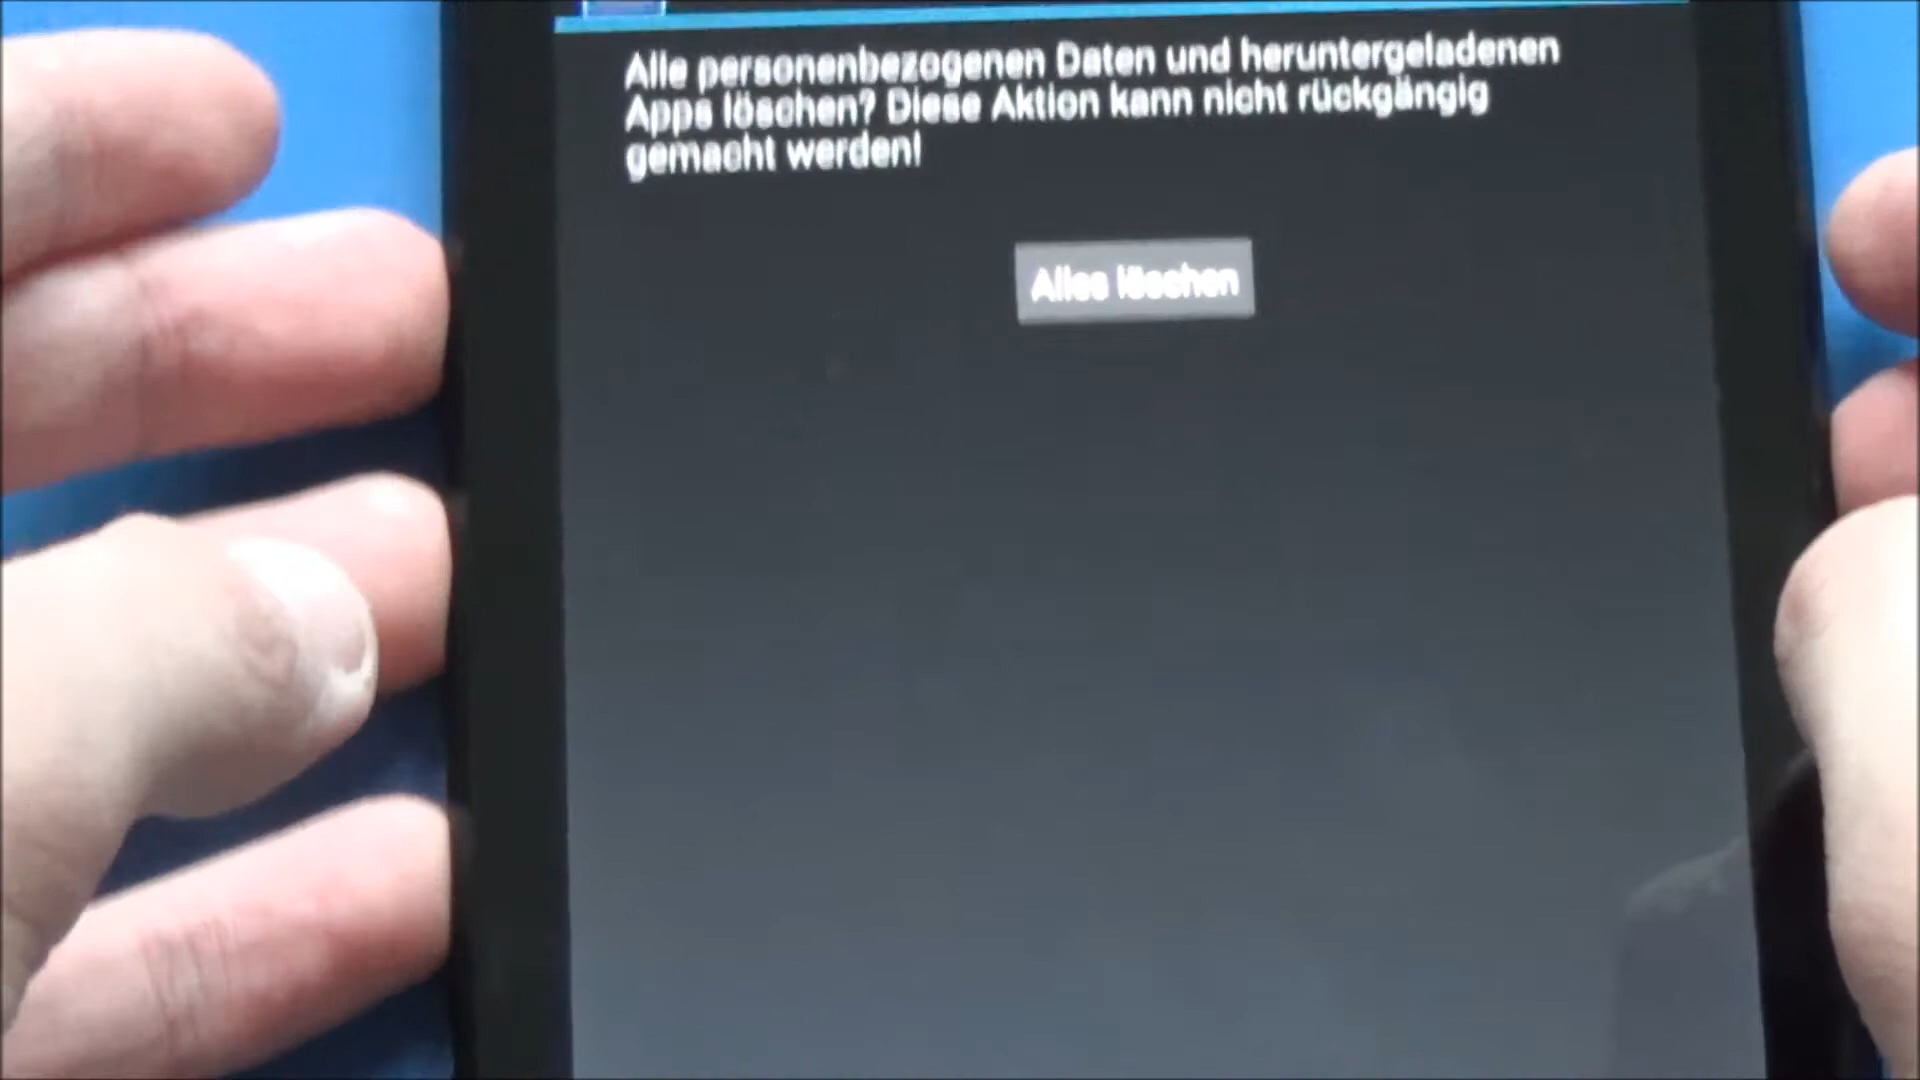 Alle personenbezogenen Daten und heruntergeladenen
Apps löschen? Diese Aktion kann nicht rückgängig
gemacht werden!
Alles löschen